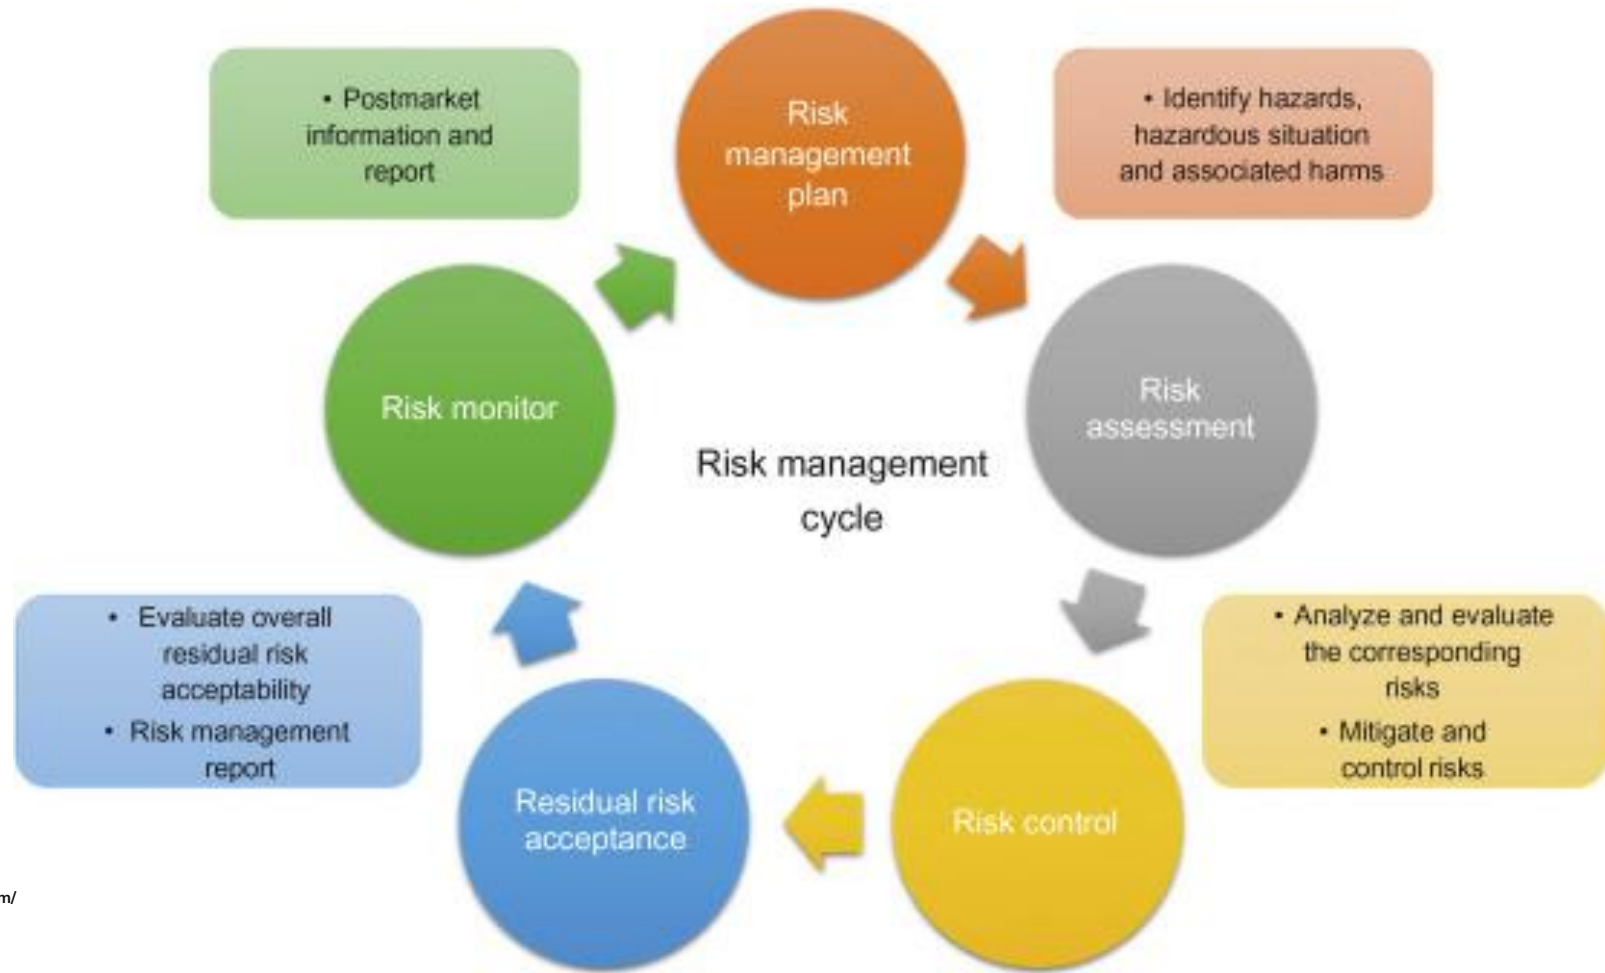 • Postmarket
information and
report
Risk
management
plan
• Identify hazards,
hazardous situation
and associated harms
Risk monitor
Risk
assessment
Risk management
cycle
• Evaluate overall
residual risk
acceptability
• Risk management
report
• Analyze and evaluate
the corresponding
risks
• Mitigate and
control risks
Residual risk
acceptance
Risk control
m/